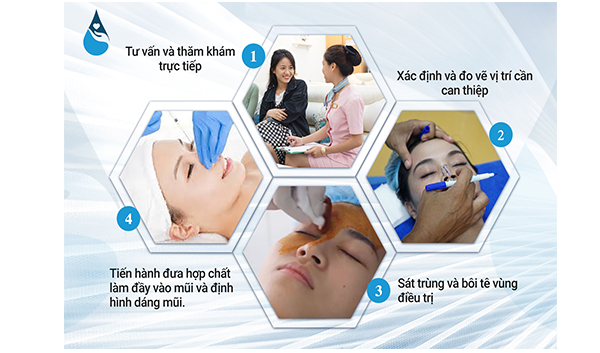 1
Tư vấn và thăm khám
trực tiếp
2
Xác định và đo vẽ vị trí cần
can thiệp
3
Sát trùng và bôi tê vùng
điều trị
4
Tiến hành đưa hợp chất
làm đầy vào mũi và định
hình dáng mũi.